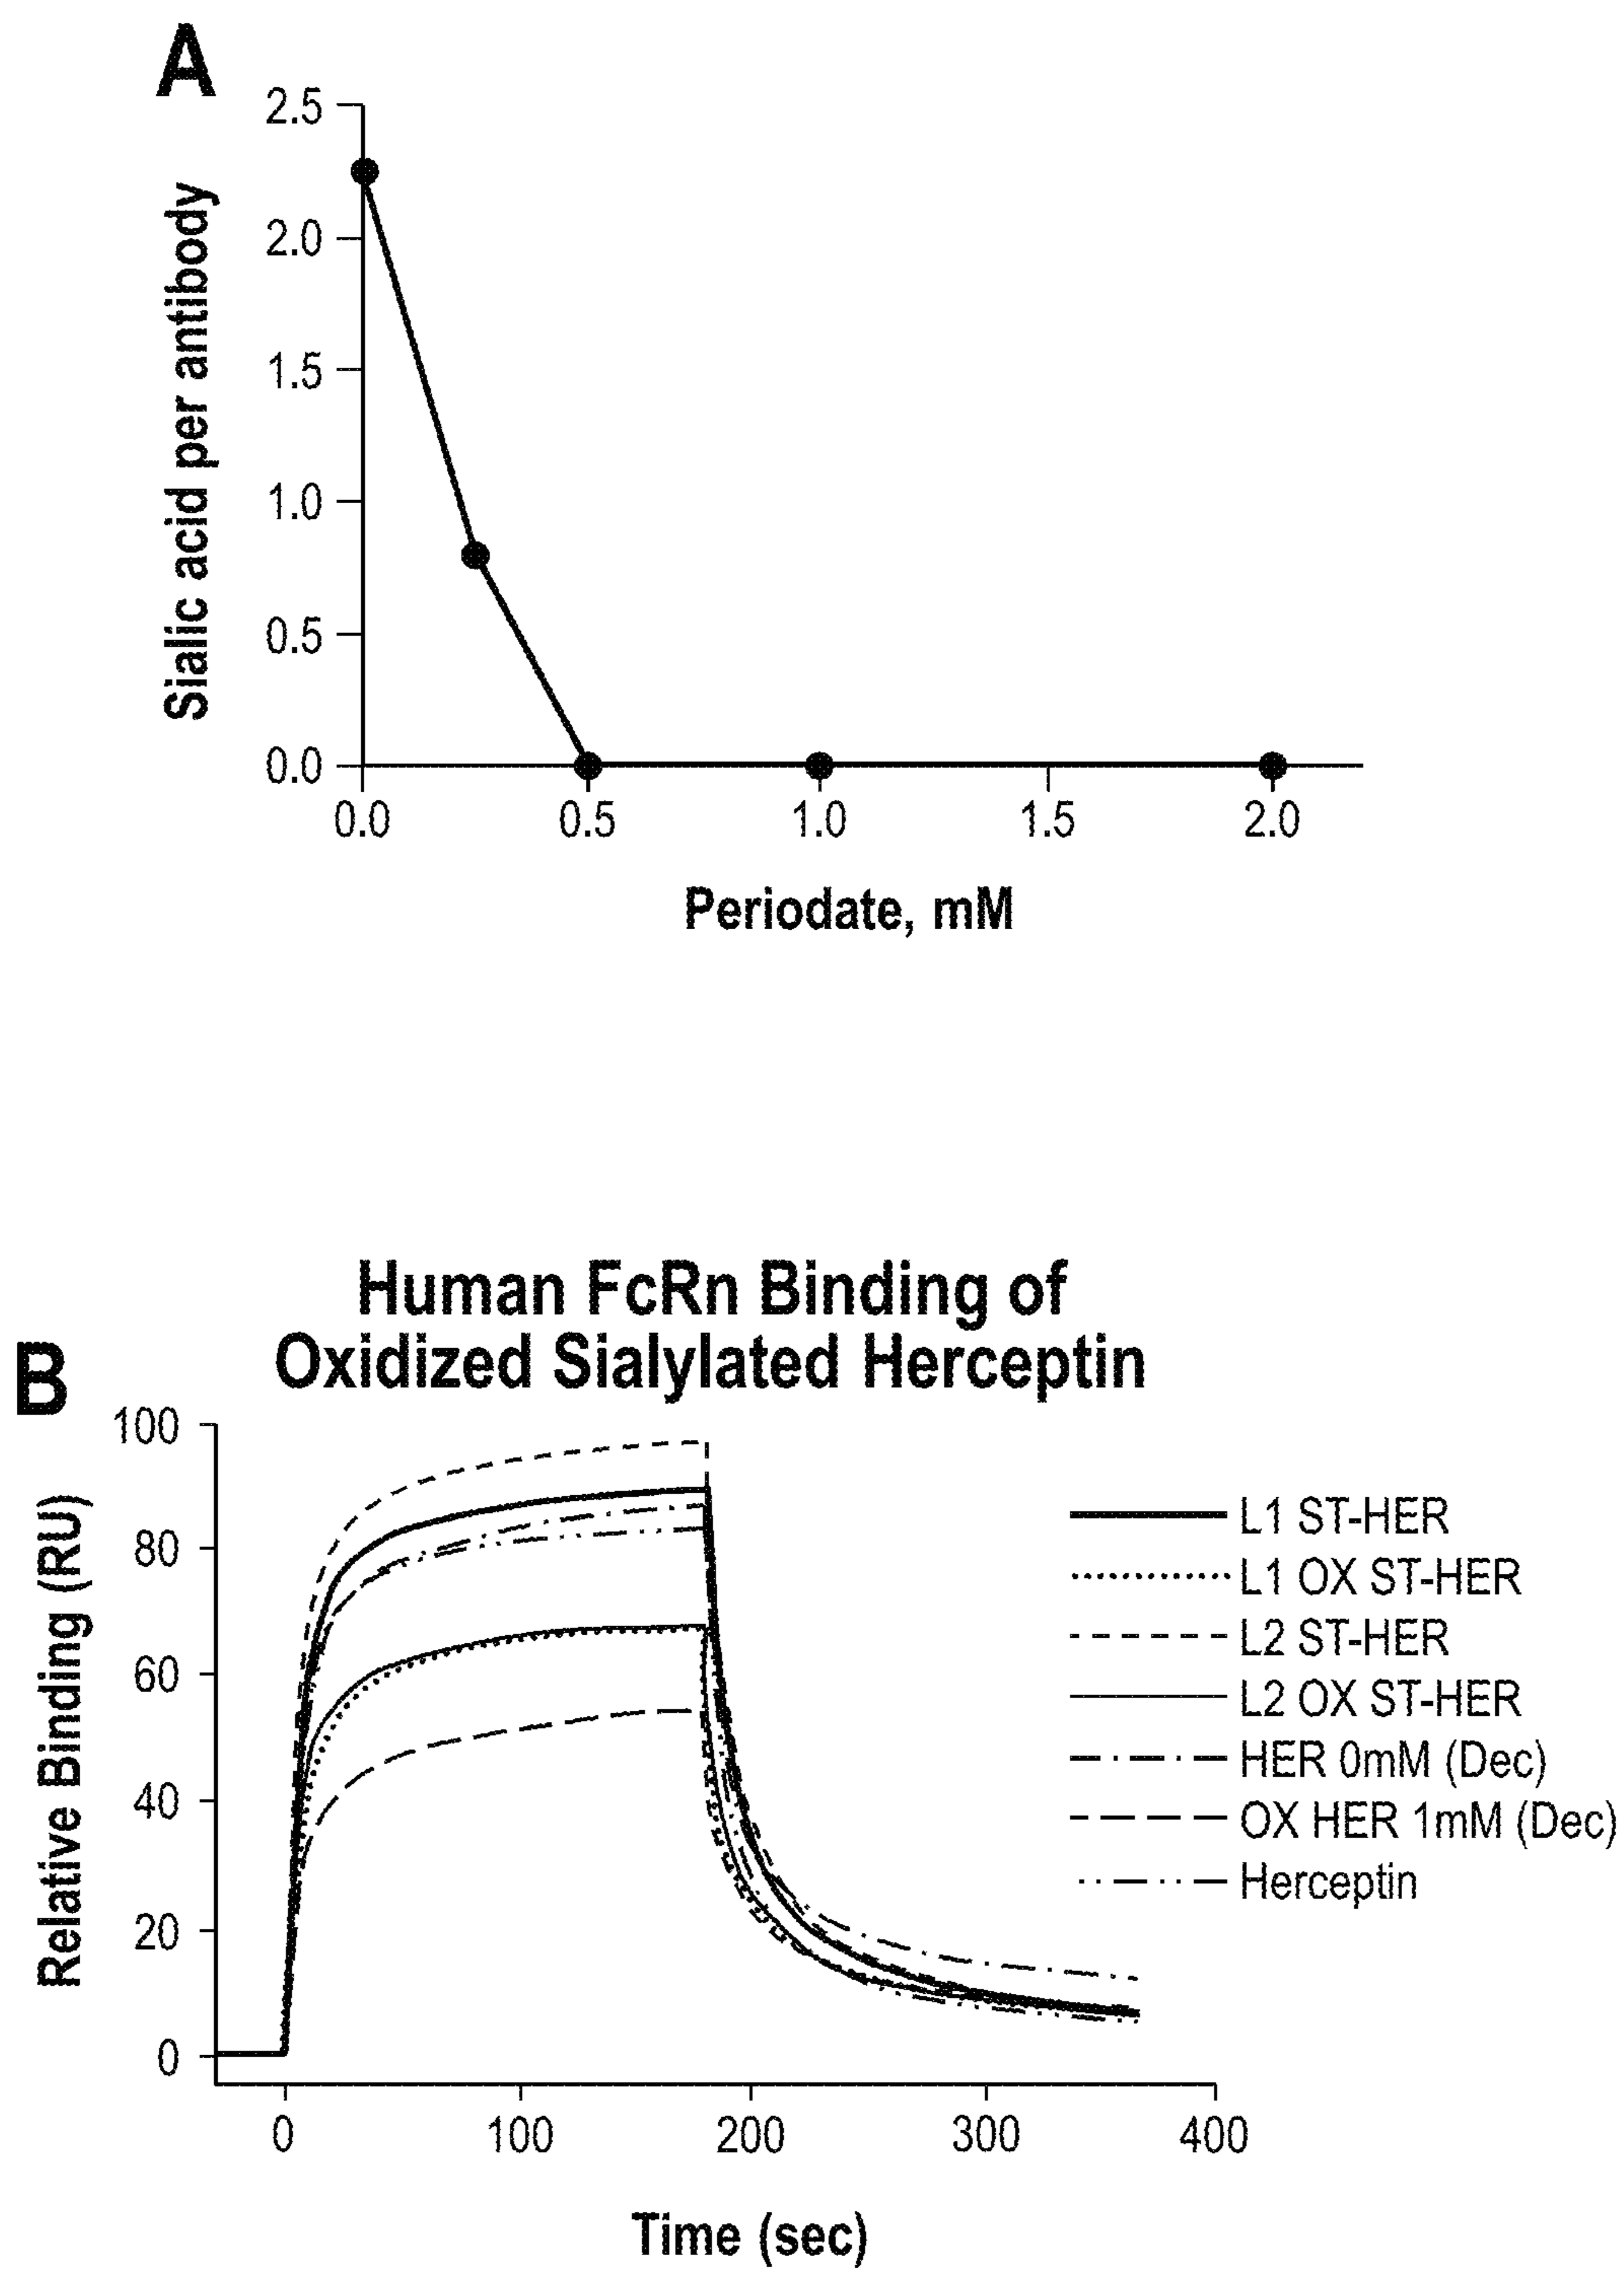 A
2.5
2.0
1.5
1.0
0.5
0.0
Sialic acid per antibody
0.0 0.5 1.0 1.5 2.0
Periodate, mM
Human FcRn Binding of
Oxidized Sialylated Herceptin
B
100
80
60
40
20
0
Relative Binding (RU)
L1 ST-HER
L1 OX ST-HER
L2 ST-HER
L2 OX ST-HER
HER 0mM (Dec)
OX HER 1mM (Dec)
Herceptin
0 100 200 300 400
Time (sec)